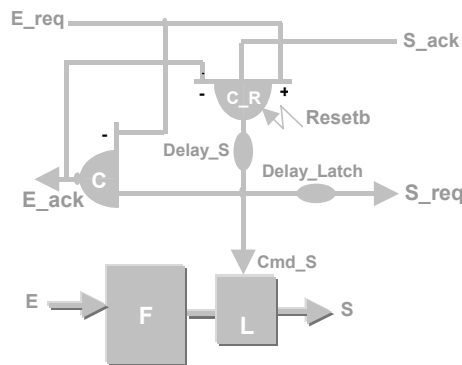 E_req
S_ack
-
+
C_R
Resetb
-
Delay_S
Delay_Latch
C
E_ack
S_req
Cmd_S
E
F
L
S